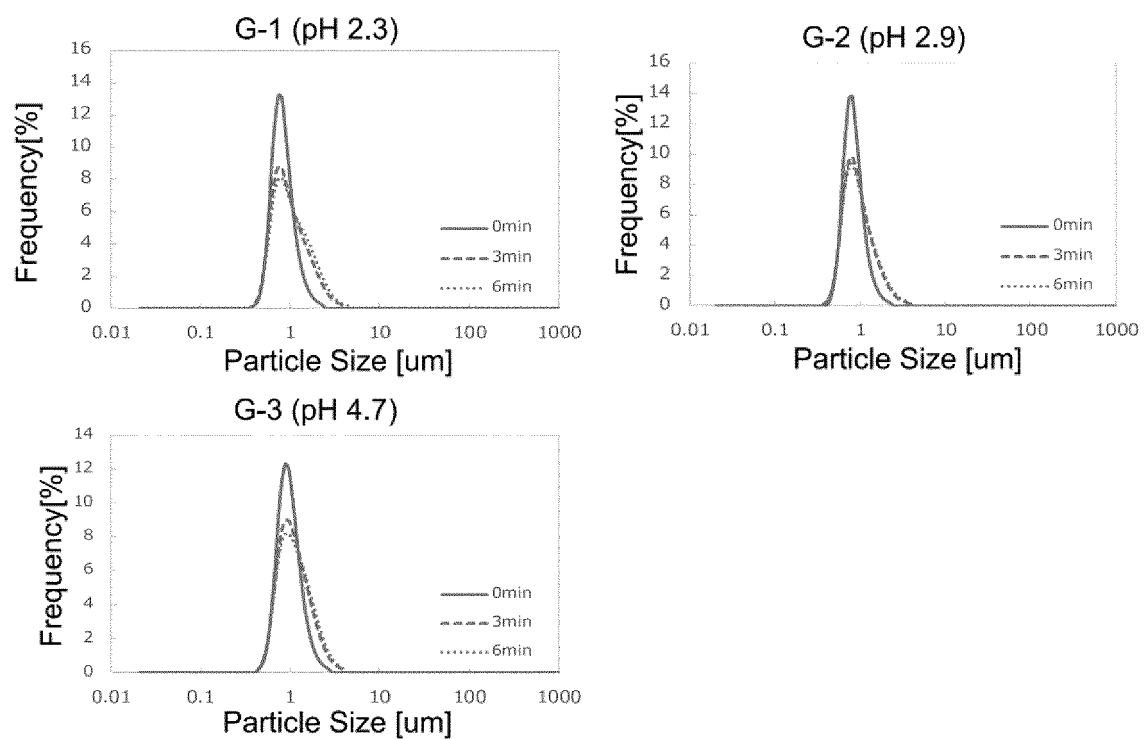 G-1 (pH 2.3)
Frequency[%]
16
14
12
10
8
6
4
2
0
0.01 0.1 1 10 100 1000
Particle Size [um]
0min
3min
6min
G-2 (pH 2.9)
Frequency[%]
16
14
12
10
8
6
4
2
0
0.01 0.1 1 10 100 1000
Particle Size [um]
0min
3min
6min
G-3 (pH 4.7)
Frequency[%]
14
12
10
8
6
4
2
0
0.01 0.1 1 10 100 1000
Particle Size [um]
0min
3min
6min